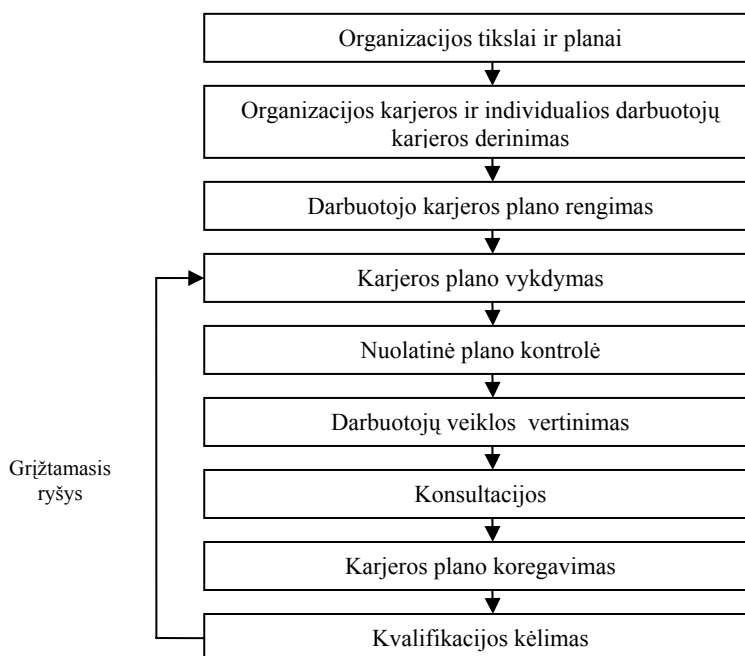 Organizacijos tikslai ir planai
Organizacijos karjeros ir individualios darbuotojų
karjeros derinimas
Darbuotojo karjeros plano rengimas
Karjeros plano vykdymas
Nuolatinė plano kontrolė
Darbuotojų veiklos vertinimas
Grįžtamasis
ryšys
Konsultacijos
Karjeros plano koregavimas
Kvalifikacijos kėlimas